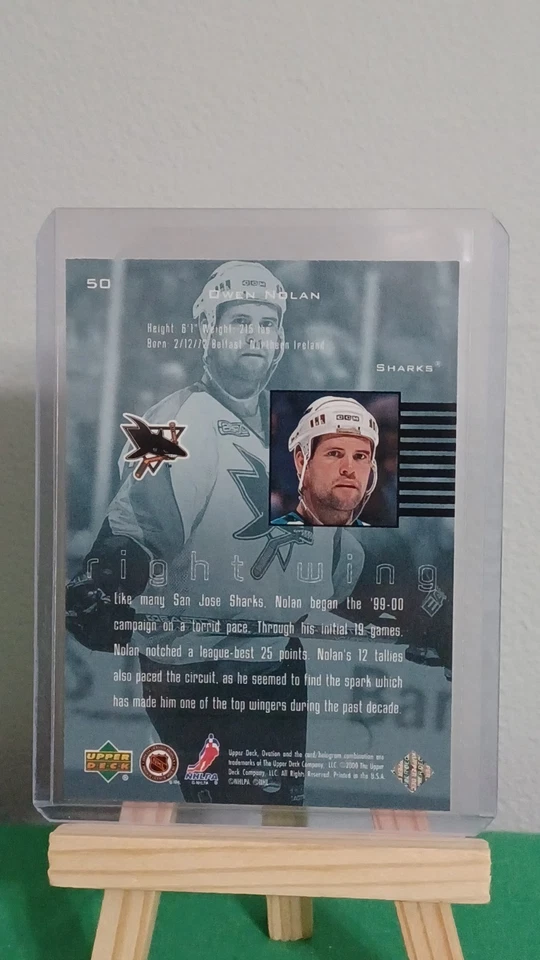 50
OWEN NOLAN
Height 6'1" Weight 215 lbs
Born 2/12/72 Belfast Northern Ireland
SHARKS
CCM
CCM
right wing
Like many San Jose Sharks, Nolan began the '99-00
campaign on a torrid pace. Through his initial 19 games,
Nolan notched a league-best 25 points. Nolan's 12 tallies
also paced the circuit, as he seemed to find the spark which
has made him one of the top wingers during the past decade.
UPPER
DECK
NHLPA
Upper Deck, Ovation and the card/hologram combination are
trademarks of The Upper Deck Company, LLC. ©2000 The Upper
Deck Company, LLC. All Rights Reserved. Printed in the U.S.A.
©NHLPA ©NHL